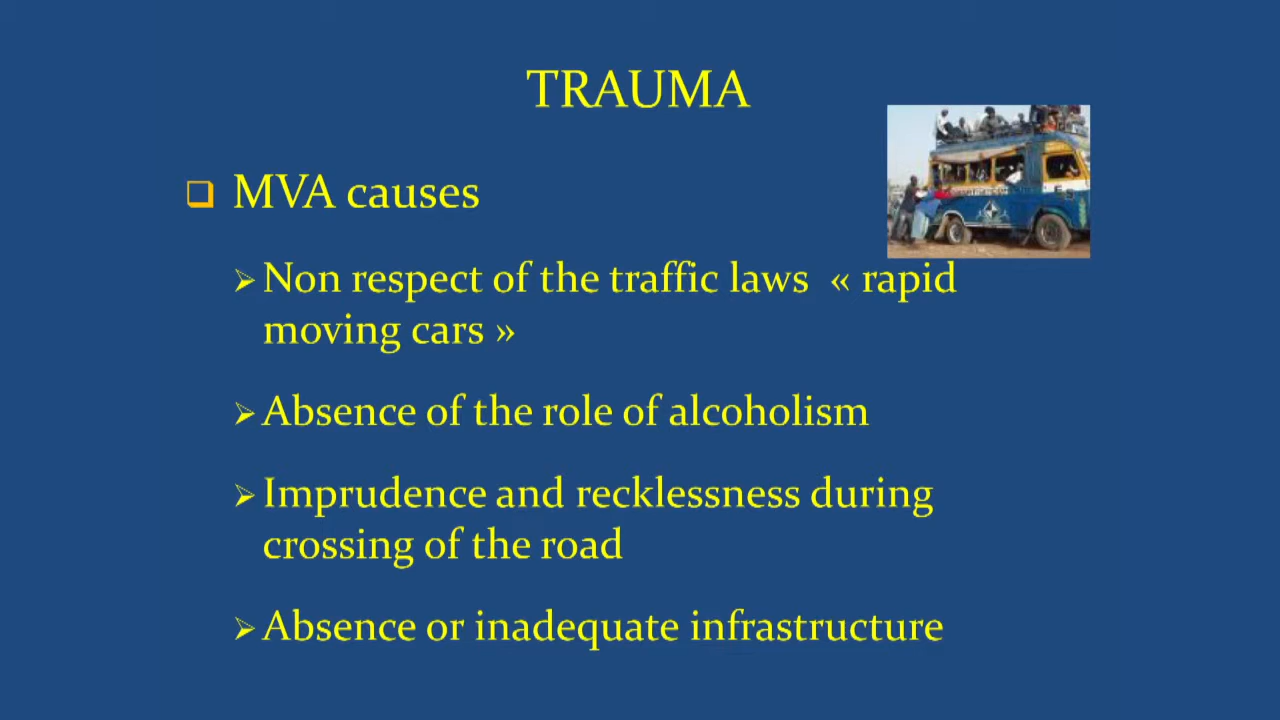 TRAUMA
MVA causes
Non respect of the traffic laws « rapid
moving cars »
Absence of the role of alcoholism
Imprudence and recklessness during
crossing of the road
Absence or inadequate infrastructure